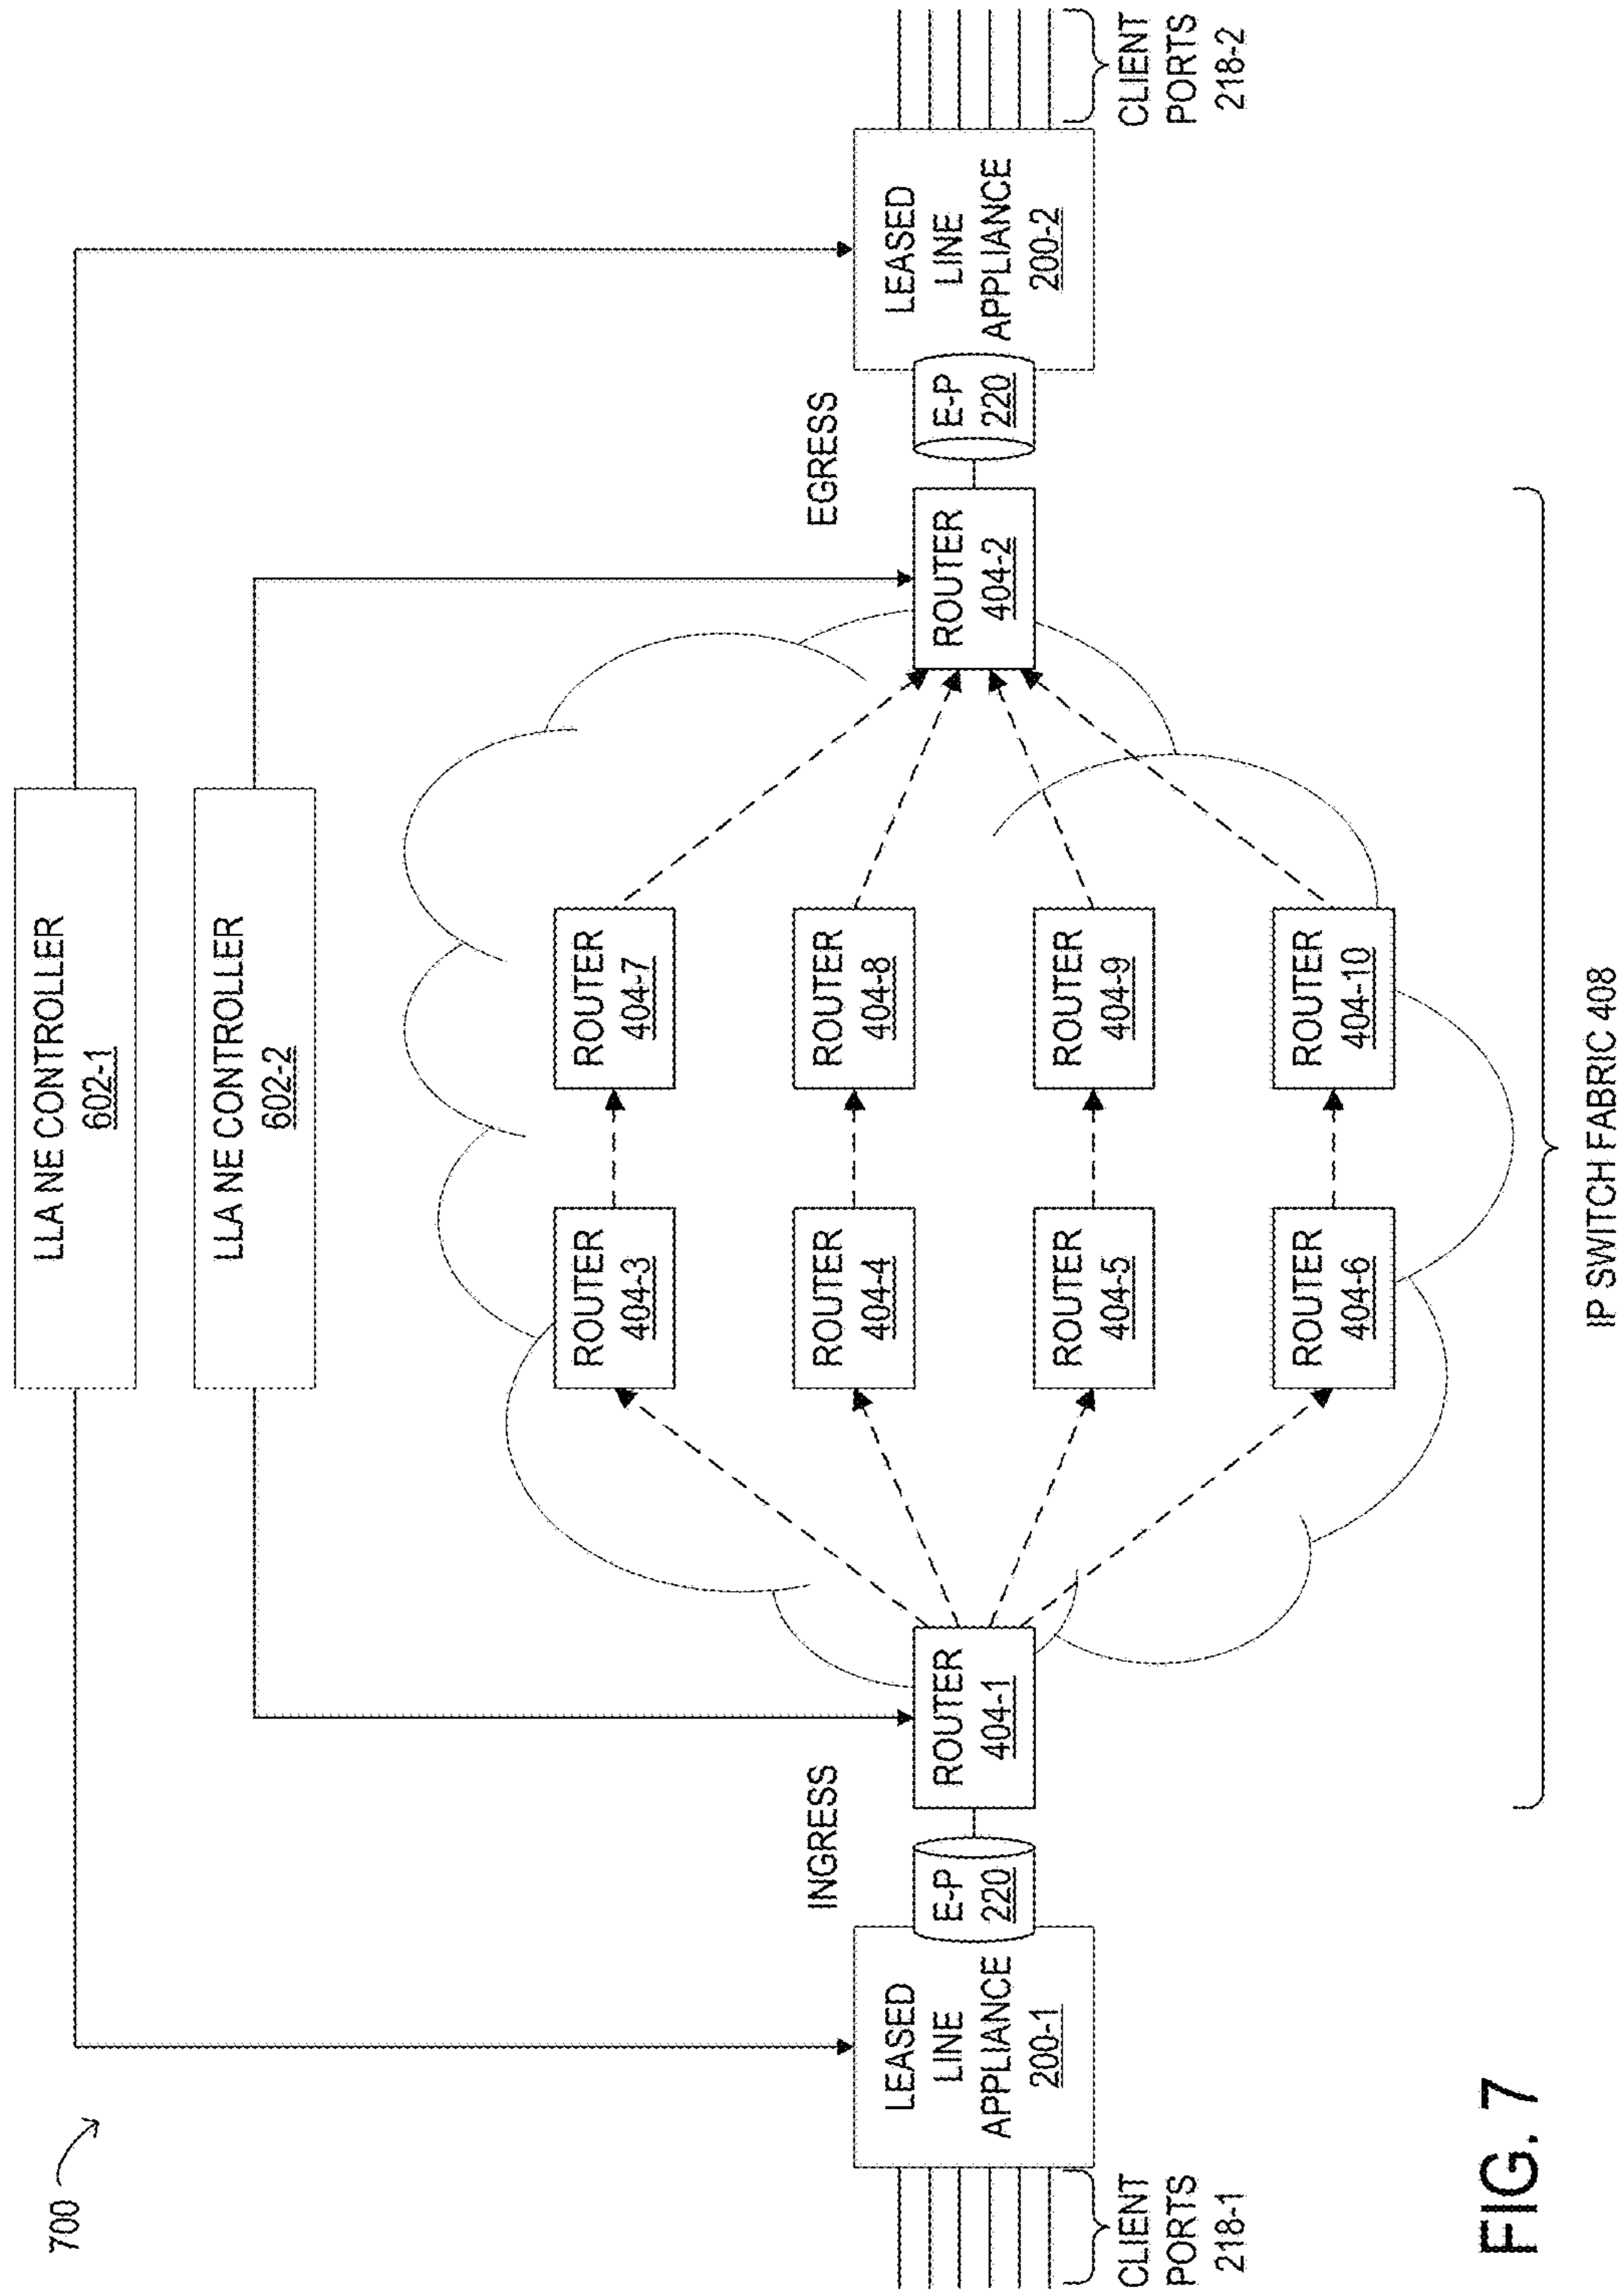 700
LLA NE CONTROLLER
602-1
LLA NE CONTROLLER
602-2
INGRESS
EGRESS
CLIENT
PORTS
218-1
LEASED
LINE
APPLIANCE
200-1
E-P
220
ROUTER
404-1
ROUTER
404-3
ROUTER
404-7
ROUTER
404-4
ROUTER
404-8
ROUTER
404-5
ROUTER
404-9
ROUTER
404-6
ROUTER
404-10
ROUTER
404-2
E-P
220
LEASED
LINE
APPLIANCE
200-2
CLIENT
PORTS
218-2
IP SWITCH FABRIC 408
FIG. 7